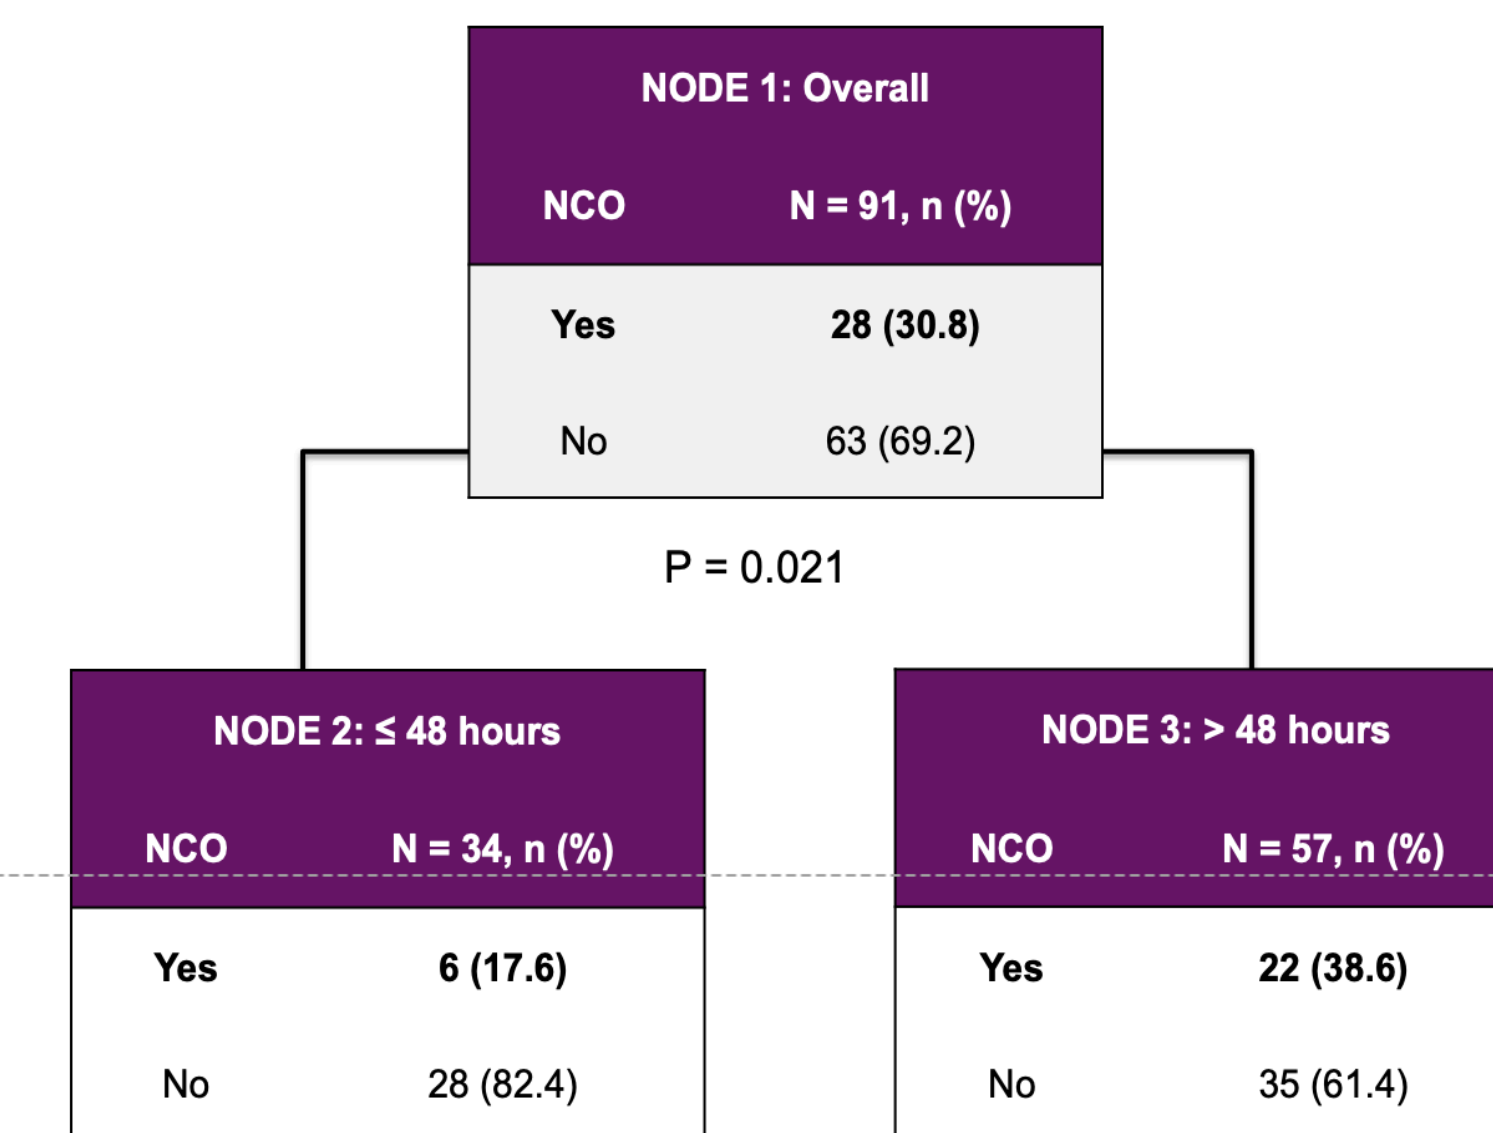 NODE 1: Overall
NCO N = 91, n (%)
Yes 28 (30.8)
No 63 (69.2)
P = 0.021
NODE 2: ≤ 48 hours
NCO N = 34, n (%)
Yes 6 (17.6)
No 28 (82.4)
NODE 3: > 48 hours
NCO N = 57, n (%)
Yes 22 (38.6)
No 35 (61.4)